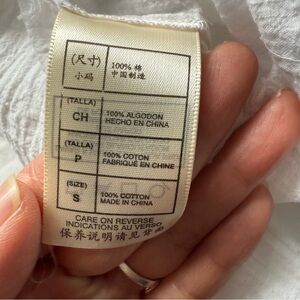 (尺寸)
小码
100% 棉
中国制造
(TALLA)
CH
100% ALGODON
HECHO EN CHINA
(TALLA)
P
100% COTON
FABRIQUÉ EN CHINE
(SIZE)
S
100% COTTON
MADE IN CHINA
CARE ON REVERSE
INDICATIONS AU VERSO
保养说明请见背面